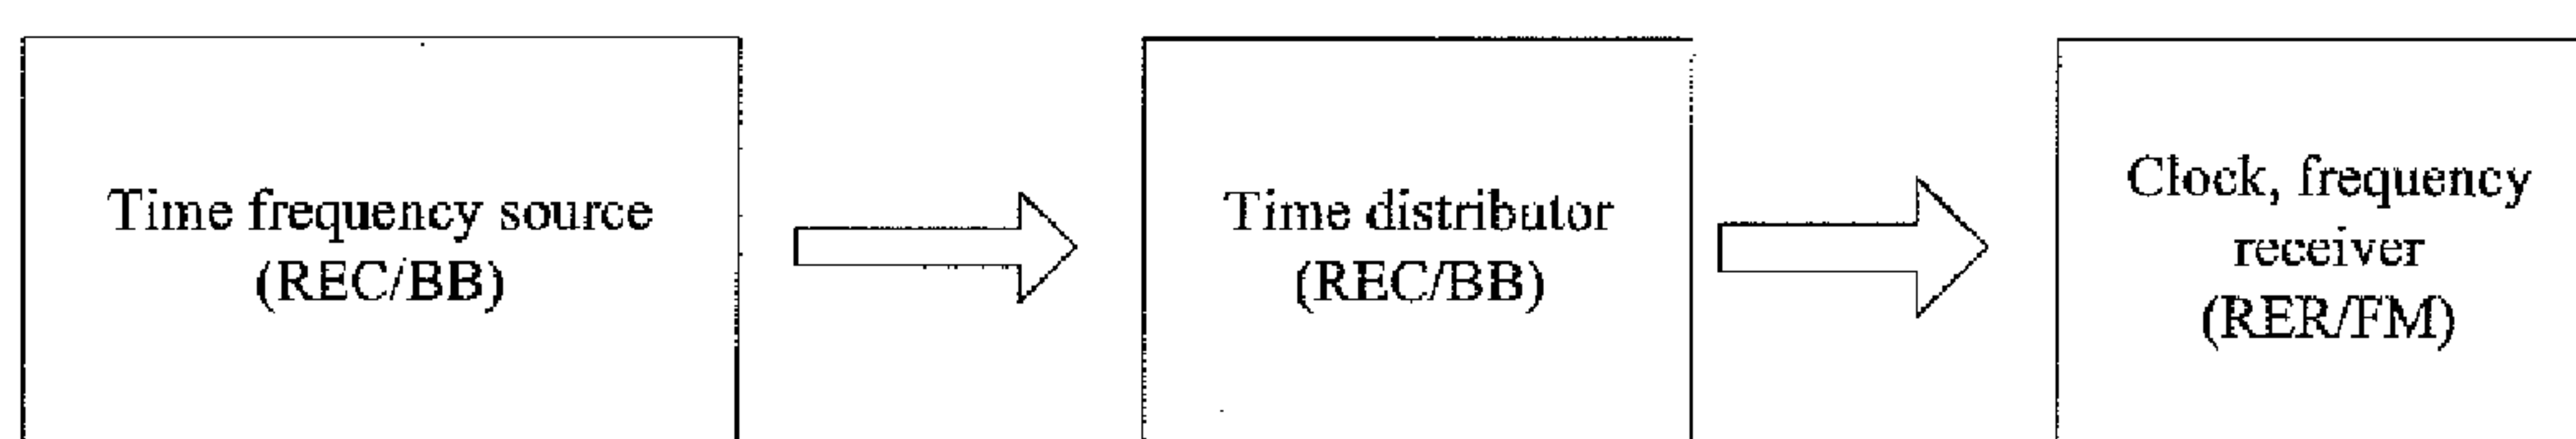 Time frequency source
(REC/BB)
Time distributor
(REC/BB)
Clock, frequency
receiver
(RER/FM)